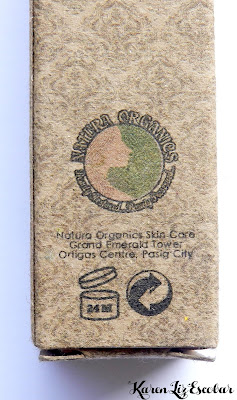 NATURA ORGANICS
Natura Organics Skin Care
Grand Emerald Tower
Ortigas Centre, Pasig City
24 M
Karen Liz Escobar